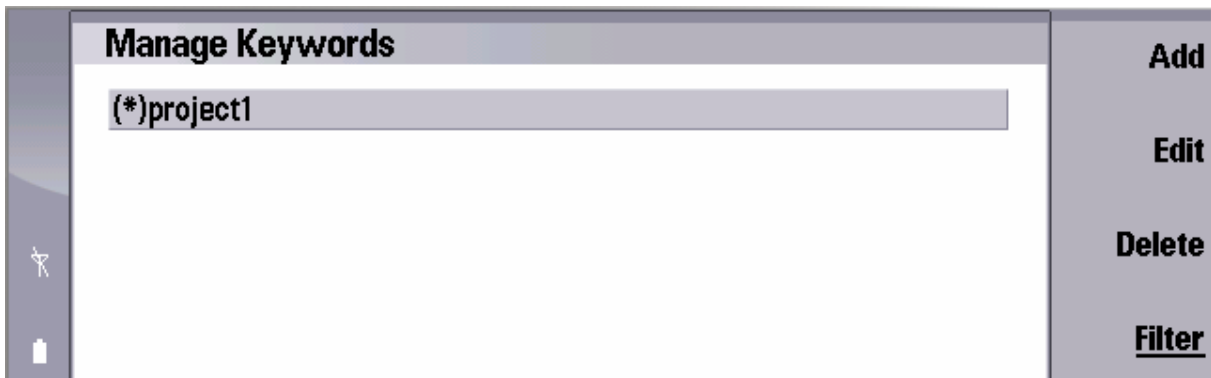 Manage Keywords
(*)project1
Add
Edit
Delete
Filter